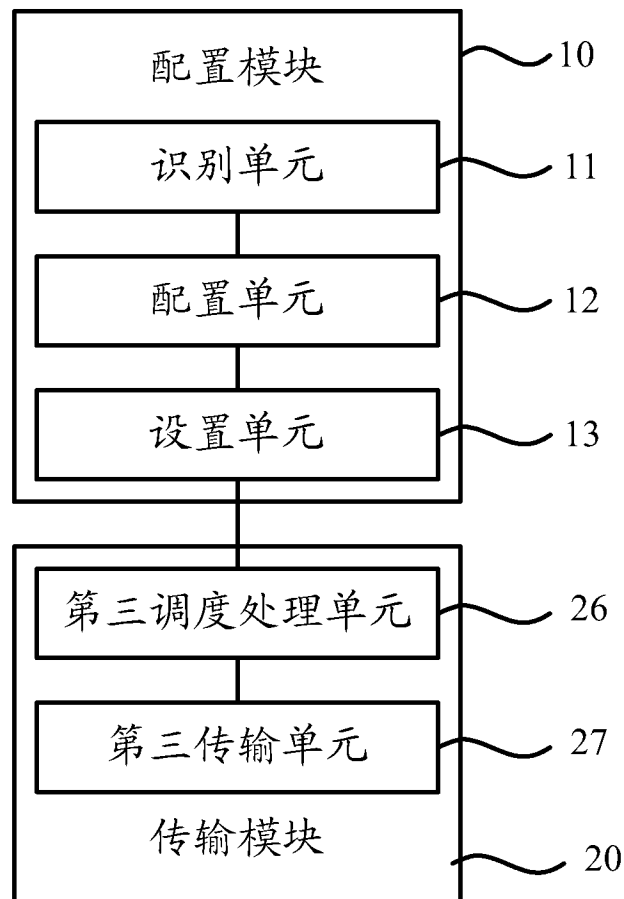 配置模块
10
识别单元
11
配置单元
12
设置单元
13
第三调度处理单元
26
第三传输单元
27
传输模块
20